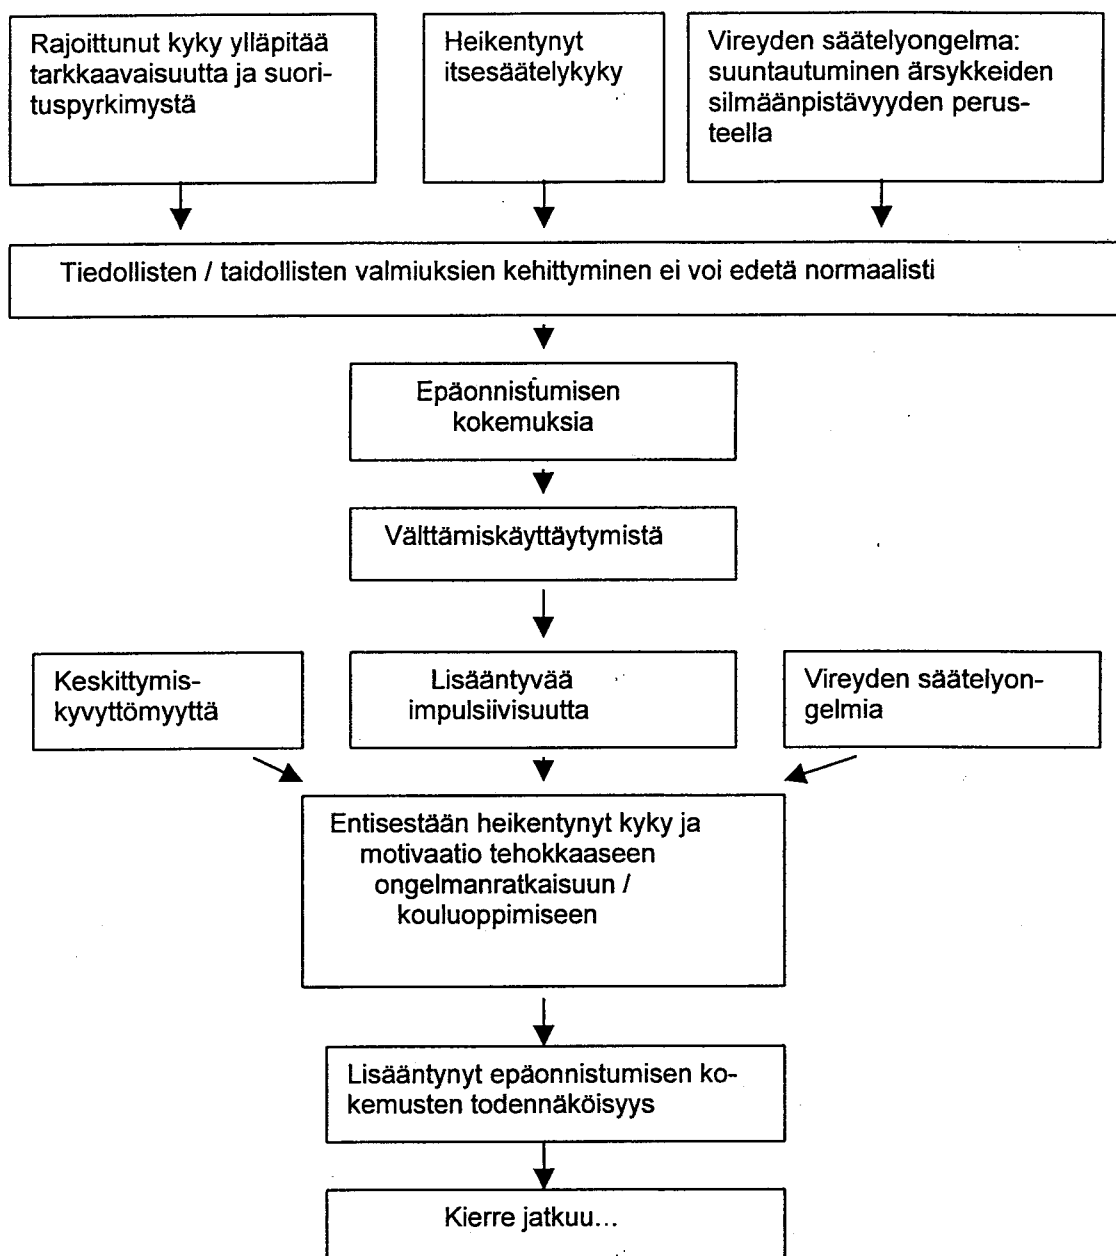 Rajoittunut kyky ylläpitää
tarkkaavaisuutta ja suori-
tuspyrkimystä
Heikentynyt
itsesäätelykyky
Vireyden säätelyongelma:
suuntautuminen ärsykkeiden
silmäänpistävyyden perus-
teella
Tiedollisten / taidollisten valmiuksien kehittyminen ei voi edetä normaalisti
Epäonnistumisen
kokemuksia
Välttämiskäyttäytymistä
Keskittymis-
kyvyttömyyttä
Lisääntyvää
impulsiivisuutta
Vireyden säätelyon-
gelmia
Entisestään heikentynyt kyky ja
motivaatio tehokkaaseen
ongelmanratkaisuun /
kouluoppimiseen
Lisääntynyt epäonnistumisen ko-
kemusten todennäköisyys
Kierre jatkuu...